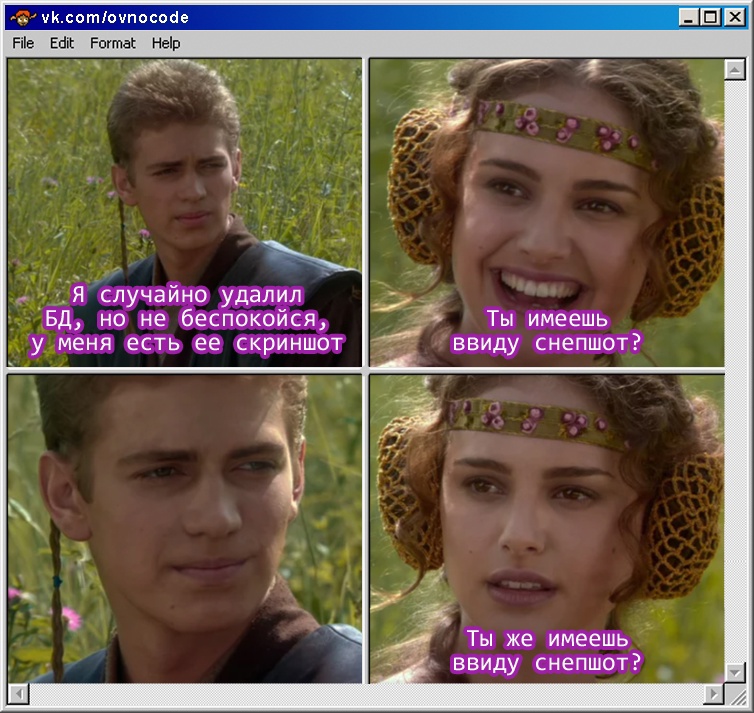 vk.com/ovnocode
File Edit Format Help
Я случайно удалил
БД, но не беспокойся,
у меня есть ее скриншот
Ты имеешь
ввиду снепшот?
Ты же имеешь
ввиду снепшот?